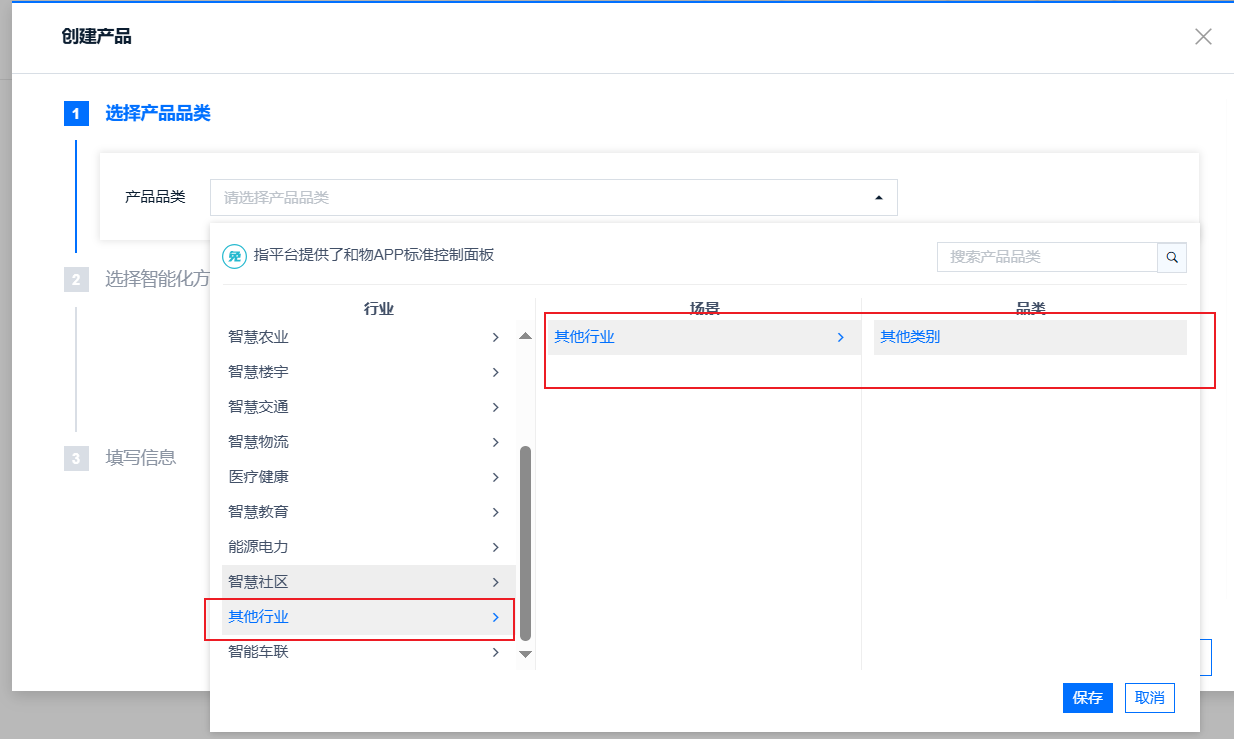 创建产品
1 选择产品品类
产品品类 请选择产品品类
免 指平台提供了和物APP标准控制面板 搜索产品品类
2 选择智能化方
行业 场景 品类
智慧农业 其他行业 其他类别
智慧楼宇
智慧交通
智慧物流
3 填写信息
医疗健康
智慧教育
能源电力
智慧社区
其他行业
智能车联
保存 取消